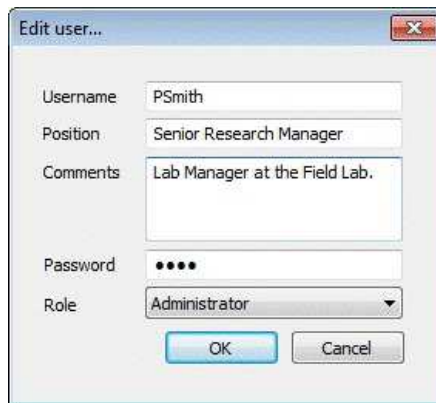 Edit user...
Username PSmith
Position Senior Research Manager
Comments Lab Manager at the Field Lab.
Password ●●●●
Role Administrator
OK Cancel